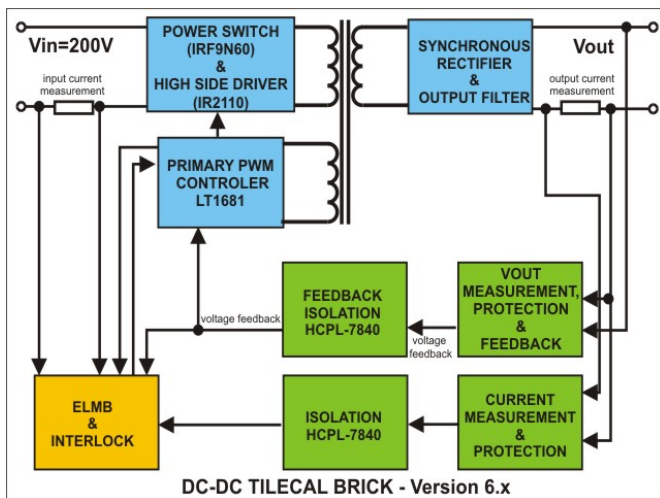 Vin=200V
input current
measurement
POWER SWITCH
(IRF9N60)
&
HIGH SIDE DRIVER
(IR2110)
SYNCHRONOUS
RECTIFIER
&
OUTPUT FILTER
Vout
output current
measurement
PRIMARY PWM
CONTROLER
LT1681
voltage feedback
FEEDBACK
ISOLATION
HCPL-7840
voltage
feedback
VOUT
MEASUREMENT,
PROTECTION
&
FEEDBACK
ELMB
&
INTERLOCK
ISOLATION
HCPL-7840
CURRENT
MEASUREMENT
&
PROTECTION
DC-DC TILECAL BRICK - Version 6.x